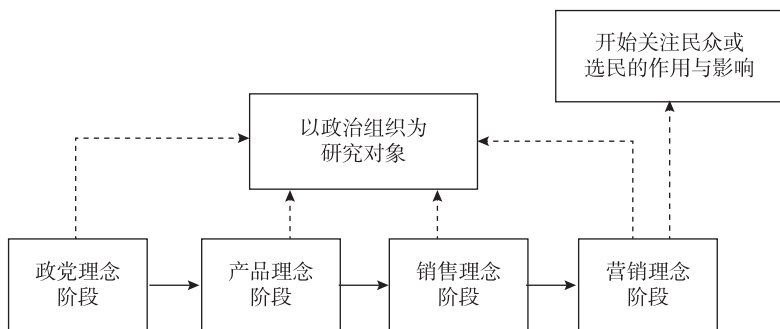 开始关注民众或
选民的作用与影响
以政治组织为
研究对象
政党理念
阶段
产品理念
阶段
销售理念
阶段
营销理念
阶段